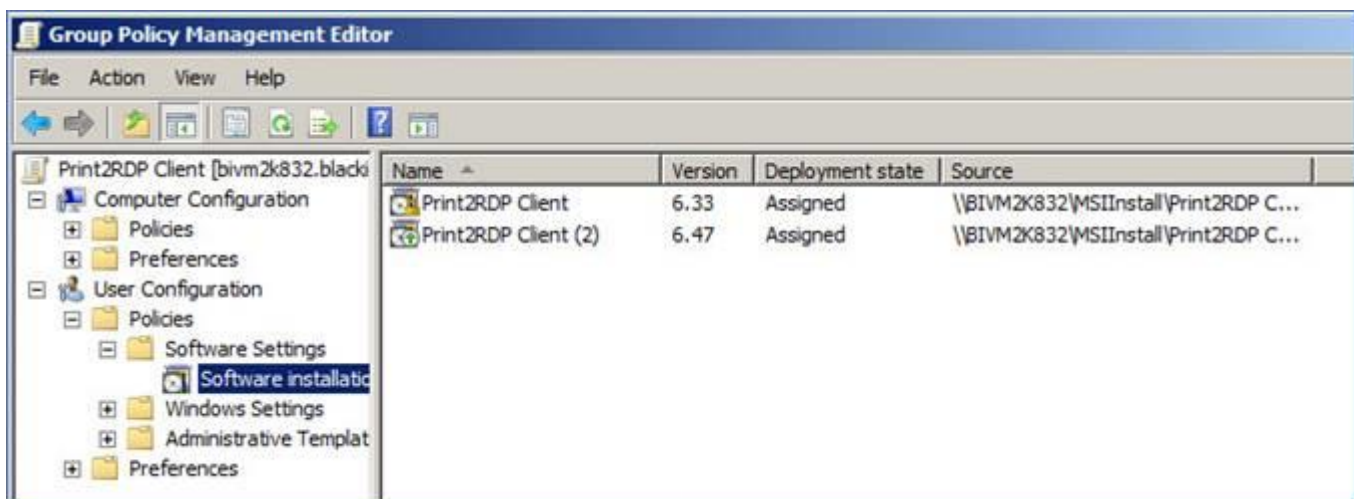 Group Policy Management Editor
File Action View Help
Print2RDP Client [bivm2k832.blacki
Name Version Deployment state Source
Computer Configuration
Print2RDP Client 6.33 Assigned \\BIVM2K832\MSIInstall\Print2RDP C...
Policies
Print2RDP Client (2) 6.47 Assigned \\BIVM2K832\MSIInstall\Print2RDP C...
Preferences
User Configuration
Policies
Software Settings
Software installatic
Windows Settings
Administrative Templat
Preferences